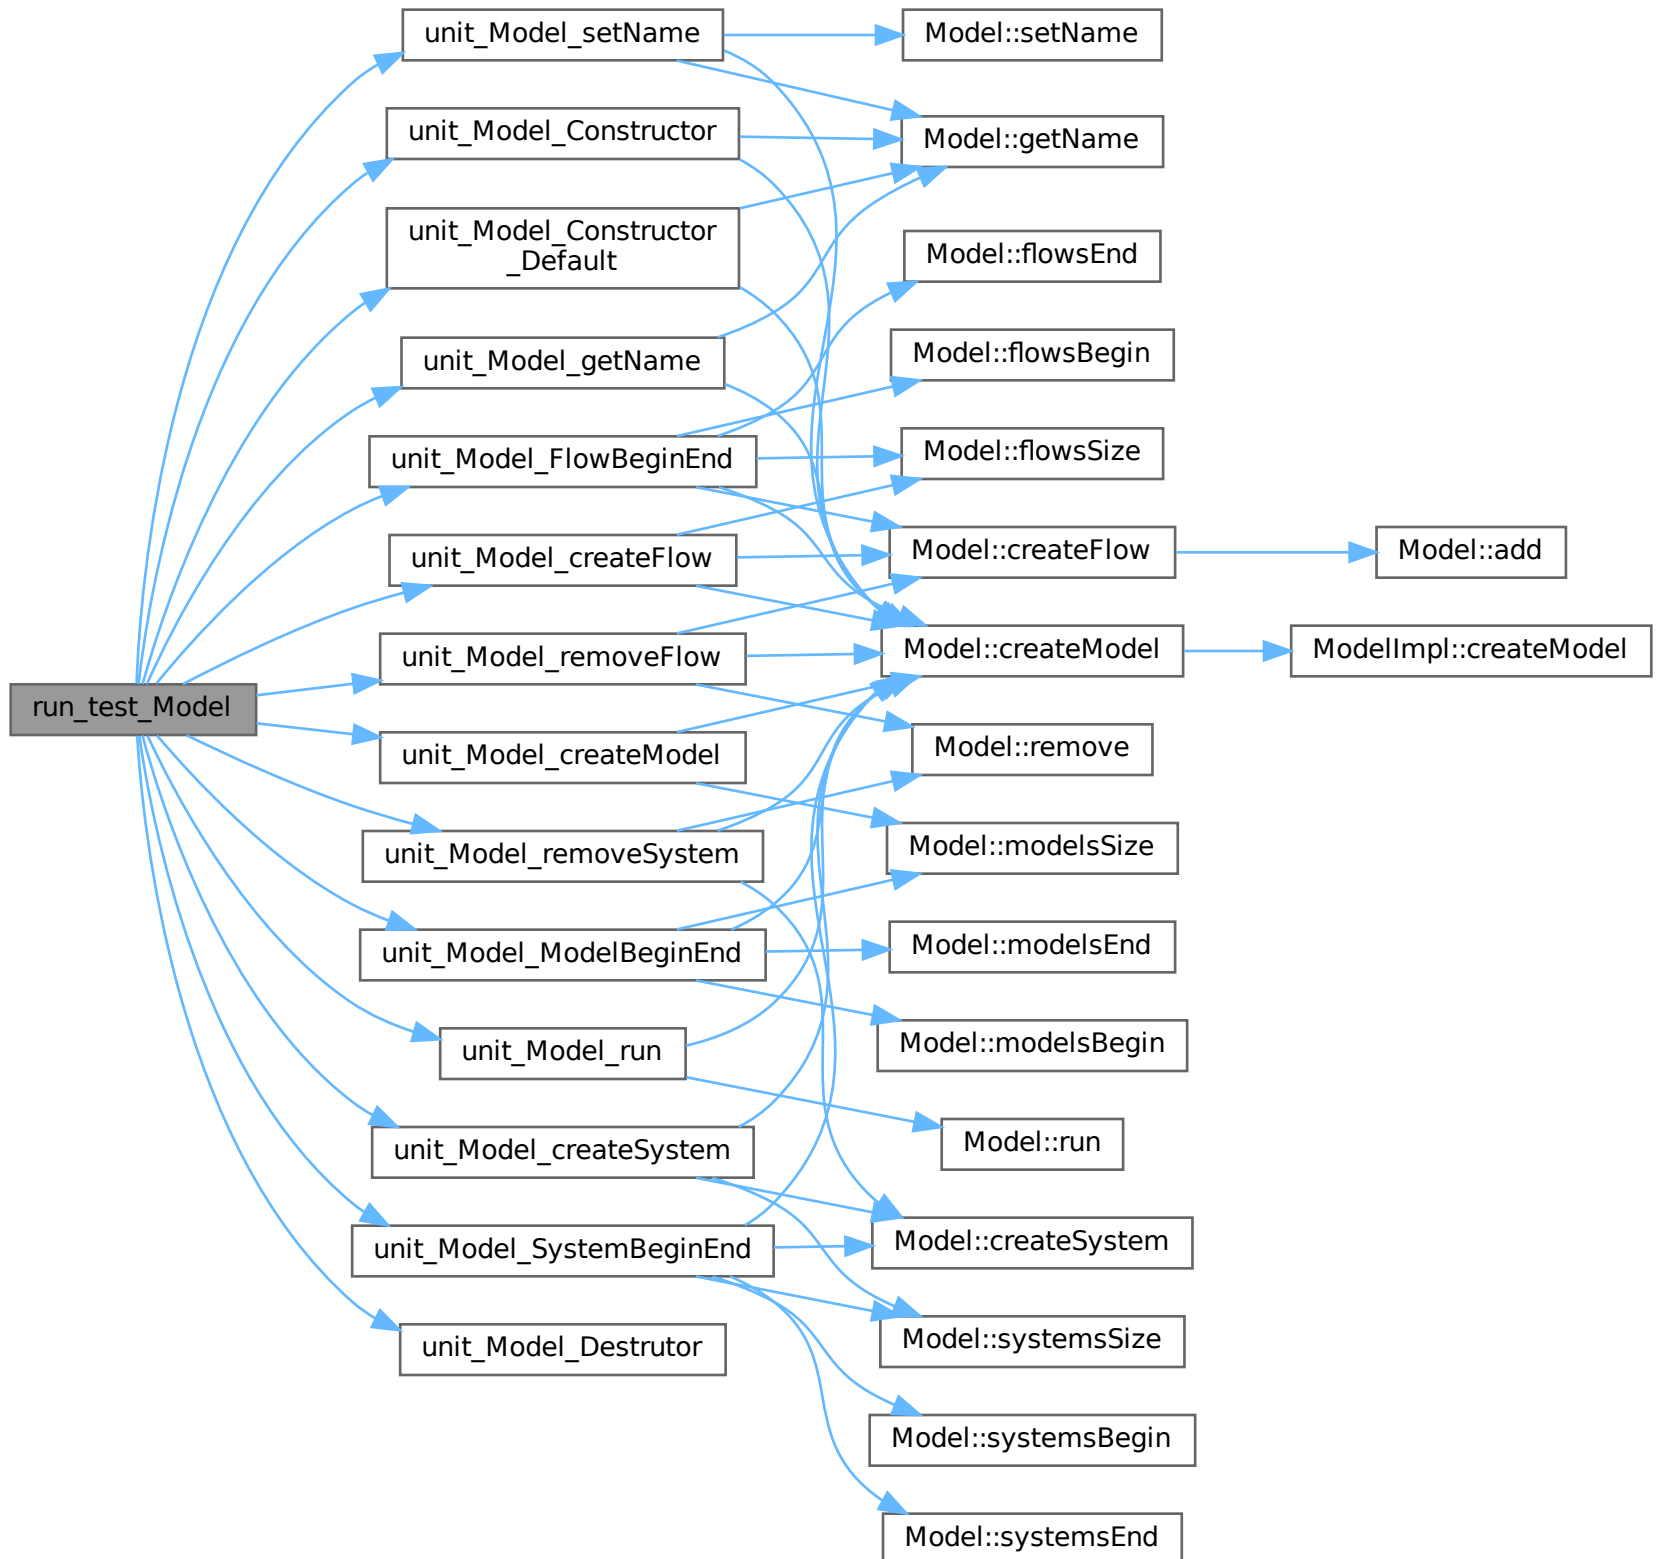 run_test_Model
unit_Model_setName
unit_Model_Constructor
unit_Model_Constructor
_Default
unit_Model_getName
unit_Model_FlowBeginEnd
unit_Model_createFlow
unit_Model_removeFlow
unit_Model_createModel
unit_Model_removeSystem
unit_Model_ModelBeginEnd
unit_Model_run
unit_Model_createSystem
unit_Model_SystemBeginEnd
unit_Model_Destrutor
Model::setName
Model::getName
Model::flowsEnd
Model::flowsBegin
Model::flowsSize
Model::createFlow
Model::createModel
Model::remove
Model::modelsSize
Model::modelsEnd
Model::modelsBegin
Model::run
Model::createSystem
Model::systemsSize
Model::systemsBegin
Model::systemsEnd
Model::add
ModelImpl::createModel